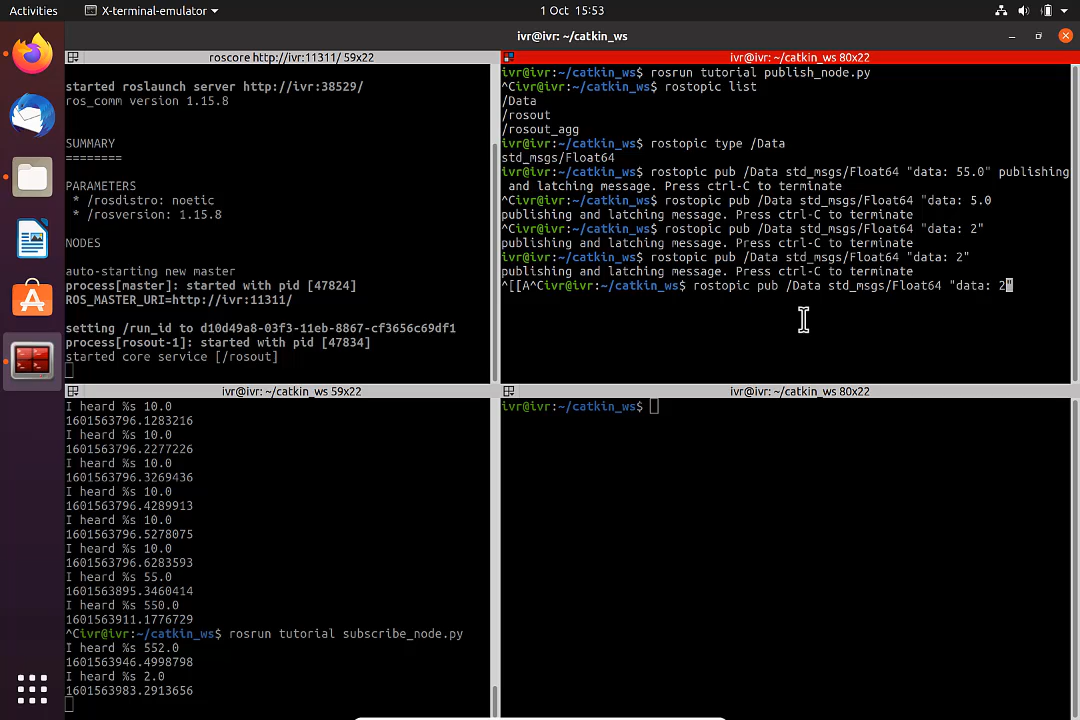 Activities
X-terminal-emulator
1 Oct 15:53
ivr@ivr: ~/catkin_ws
roscore http://ivr:11311/ 59x22
started roslaunch server http://ivr:38529/
ros_comm version 1.15.8
SUMMARY
========
PARAMETERS
* /rosdistro: noetic
* /rosversion: 1.15.8
NODES
auto-starting new master
process[master]: started with pid [47824]
ROS_MASTER_URI=http://ivr:11311/
setting /run_id to d10d49a8-03f3-11eb-8867-cf3656c69df1
process[rosout-1]: started with pid [47834]
started core service [/rosout]
ivr@ivr: ~/catkin_ws 80x22
ivr@ivr:~/catkin_ws$ rosrun tutorial publish_node.py
^Civr@ivr:~/catkin_ws$ rostopic list
/Data
/rosout
/rosout_agg
ivr@ivr:~/catkin_ws$ rostopic type /Data
std_msgs/Float64
ivr@ivr:~/catkin_ws$ rostopic pub /Data std_msgs/Float64 "data: 55.0" publishing
and latching message. Press ctrl-C to terminate
^Civr@ivr:~/catkin_ws$ rostopic pub /Data std_msgs/Float64 "data: 5.0
publishing and latching message. Press ctrl-C to terminate
^Civr@ivr:~/catkin_ws$ rostopic pub /Data std_msgs/Float64 "data: 2"
publishing and latching message. Press ctrl-C to terminate
ivr@ivr:~/catkin_ws$ rostopic pub /Data std_msgs/Float64 "data: 2"
publishing and latching message. Press ctrl-C to terminate
^[[A^Civr@ivr:~/catkin_ws$ rostopic pub /Data std_msgs/Float64 "data: 2"
ivr@ivr: ~/catkin_ws 59x22
I heard %s 10.0
1601563796.1283216
I heard %s 10.0
1601563796.2277226
I heard %s 10.0
1601563796.3269436
I heard %s 10.0
1601563796.4289913
I heard %s 10.0
1601563796.5278075
I heard %s 10.0
1601563796.6283593
I heard %s 55.0
1601563895.3460414
I heard %s 550.0
1601563911.1776729
^Civr@ivr:~/catkin_ws$ rosrun tutorial subscribe_node.py
I heard %s 552.0
1601563946.4998798
I heard %s 2.0
1601563983.2913656
ivr@ivr: ~/catkin_ws 80x22
ivr@ivr:~/catkin_ws$